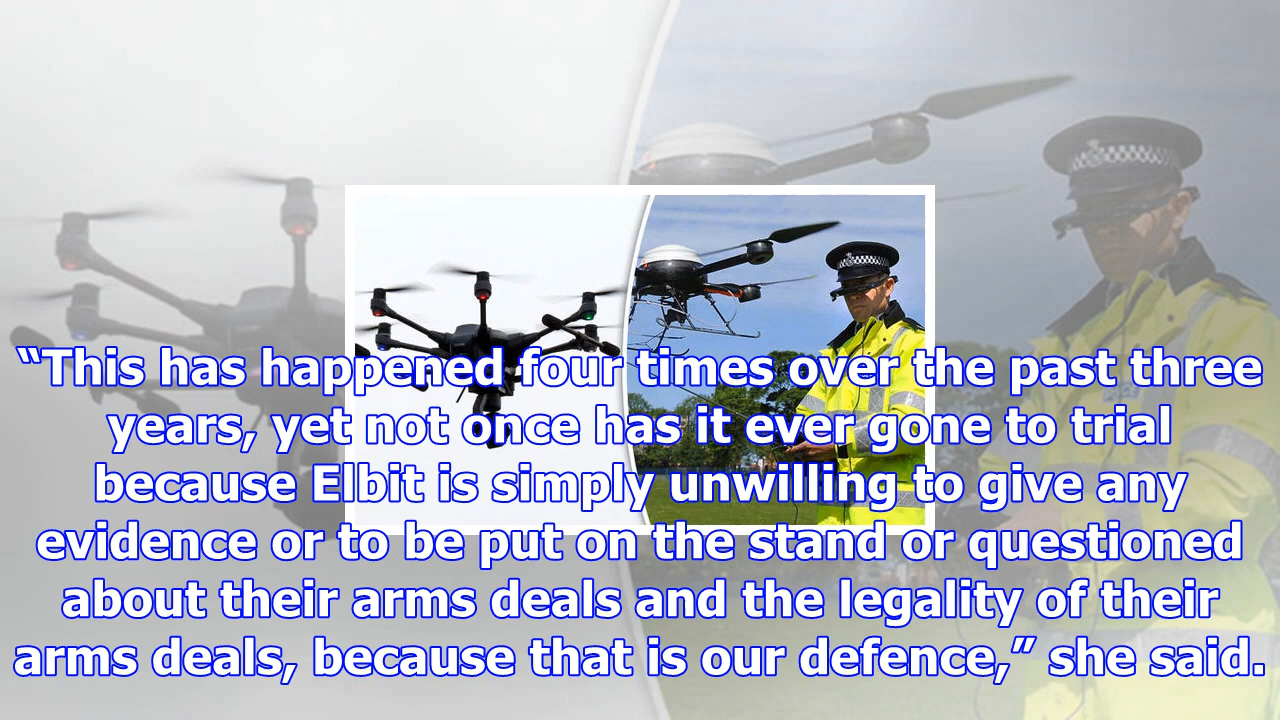 “This has happened four times over the past three
years, yet not once has it ever gone to trial
because Elbit is simply unwilling to give any
evidence or to be put on the stand or questioned
about their arms deals and the legality of their
arms deals, because that is our defence,” she said.